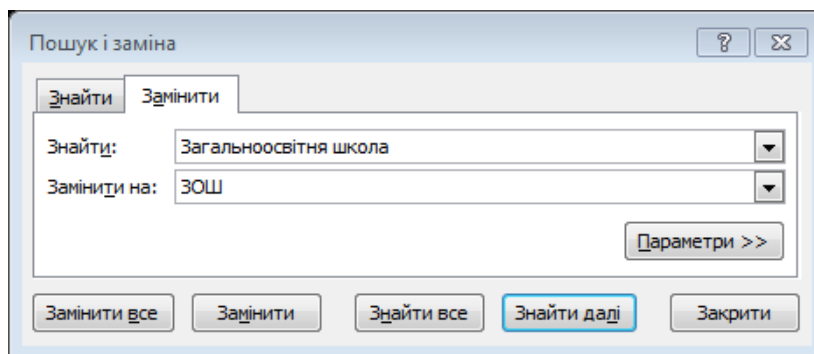 Пошук і заміна
Знайти Замінити
Знайти: Загальноосвітня школа
Замінити на: ЗОШ
Параметри >>
Замінити все Замінити Знайти все Знайти далі Закрити